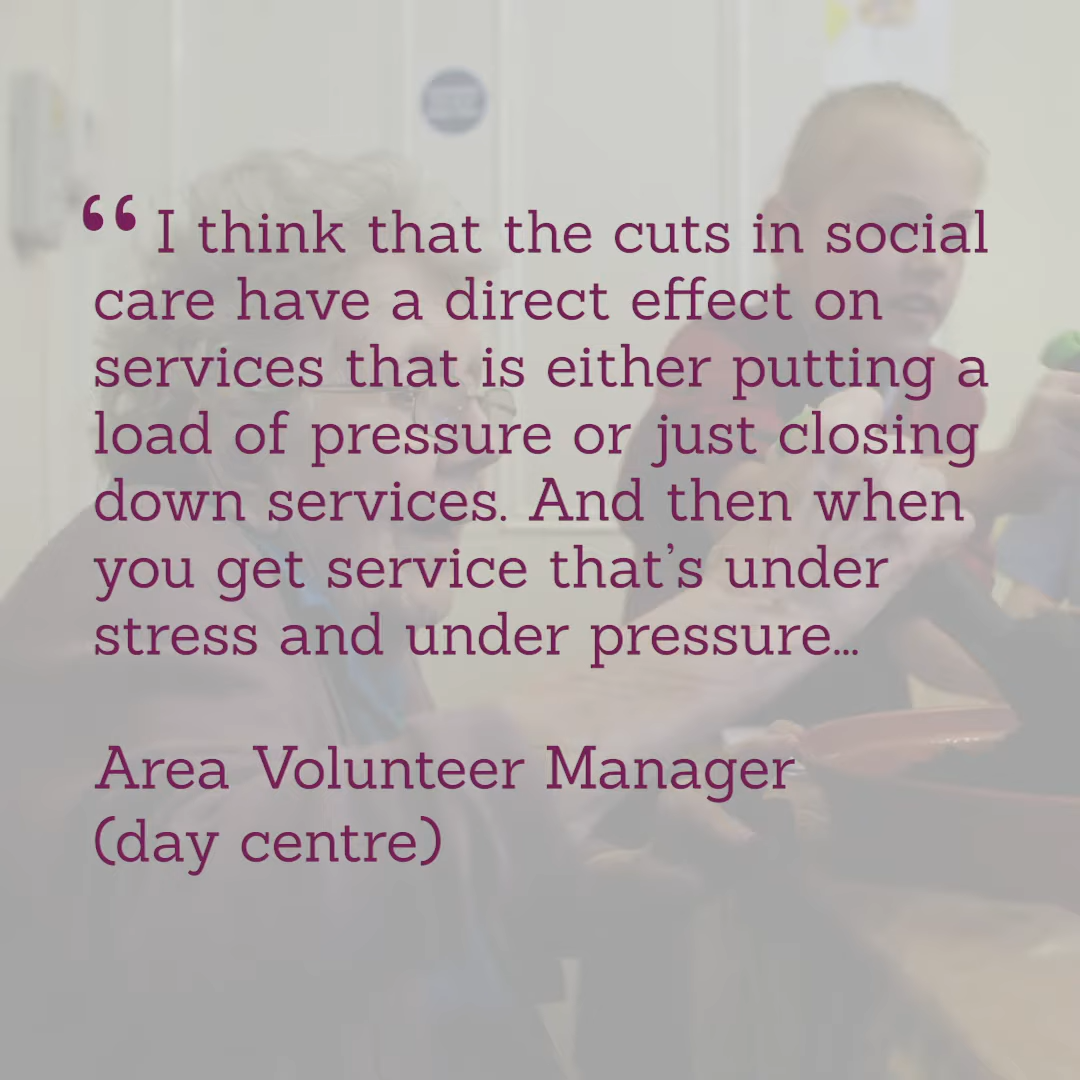 “ I think that the cuts in social
care have a direct effect on
services that is either putting a
load of pressure or just closing
down services. And then when
you get service that’s under
stress and under pressure...
Area Volunteer Manager
(day centre)